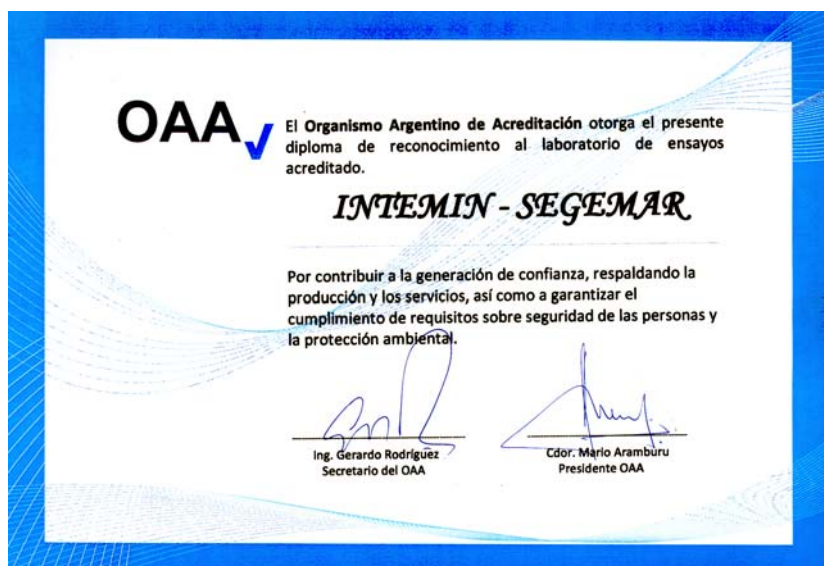 OAA
El Organismo Argentino de Acreditación otorga el presente
diploma de reconocimiento al laboratorio de ensayos
acreditado.
INTEMIN - SEGEMAR
Por contribuir a la generación de confianza, respaldando la
producción y los servicios, así como a garantizar el
cumplimiento de requisitos sobre seguridad de las personas y
la protección ambiental.
Ing. Gerardo Rodríguez
Secretario del OAA
Cdor. Mario Aramburu
Presidente OAA